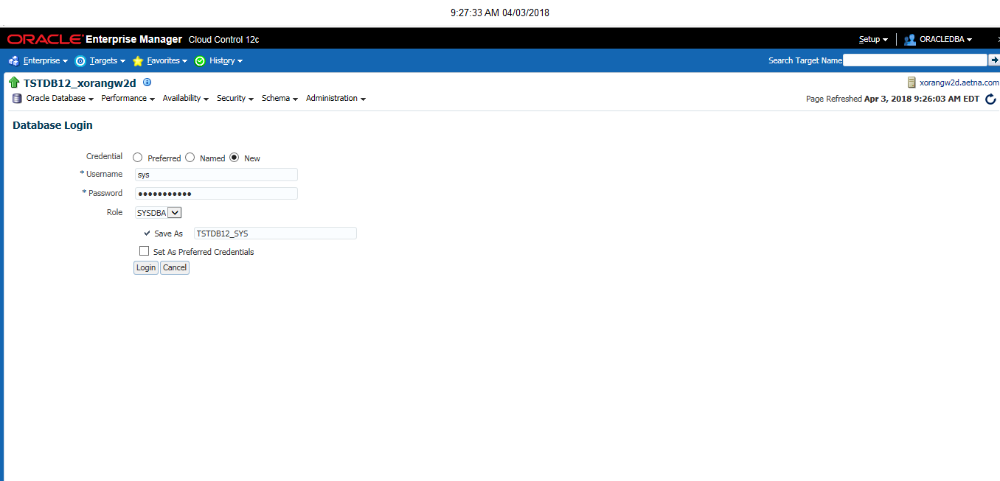 9:27:33 AM 04/03/2018
ORACLE Enterprise Manager Cloud Control 12c Setup ORACLEDBA
Enterprise Targets Favorites History Search Target Name
TSTDB12_xorangw2d xorangw2d.aetna.com
Oracle Database Performance Availability Security Schema Administration Page Refreshed Apr 3, 2018 9:26:03 AM EDT
Database Login
Credential Preferred Named New
* Username sys
* Password •••••••••••
Role SYSDBA
Save As TSTDB12_SYS
Set As Preferred Credentials
Login Cancel